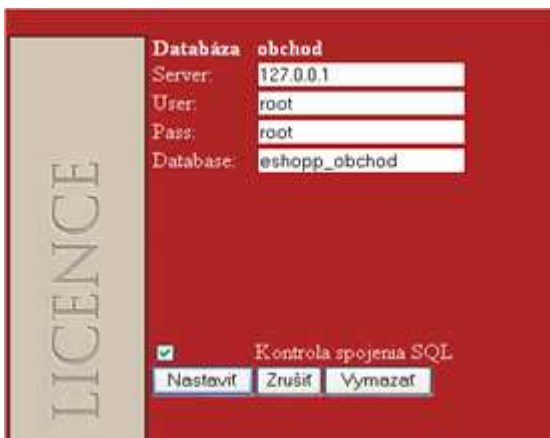 LICENCE
Databáza obchod
Server: 127.0.0.1
User: root
Pass: root
Database: eshopp_obchod
Kontrola spojenia SQL
Nastaviť Zrušiť Vymazať